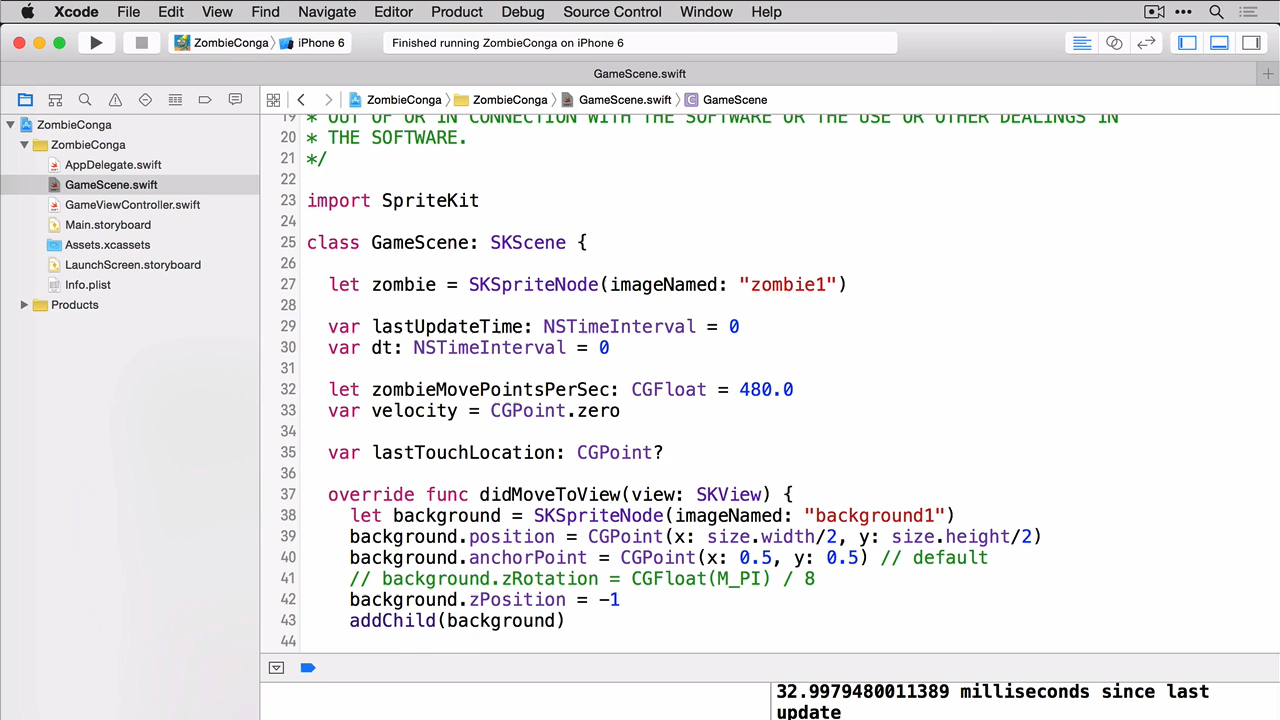 Xcode File Edit View Find Navigate Editor Product Debug Source Control Window Help
ZombieConga iPhone 6 Finished running ZombieConga on iPhone 6
GameScene.swift
ZombieConga ZombieConga GameScene.swift C GameScene
ZombieConga
ZombieConga
AppDelegate.swift
GameScene.swift
GameViewController.swift
Main.storyboard
Assets.xcassets
LaunchScreen.storyboard
Info.plist
Products
19 * OUT OF OR IN CONNECTION WITH THE SOFTWARE OR THE USE OR OTHER DEALINGS IN
20 * THE SOFTWARE.
21 */
22
23 import SpriteKit
24
25 class GameScene: SKScene {
26
27 let zombie = SKSpriteNode(imageNamed: "zombie1")
28
29 var lastUpdateTime: NSTimeInterval = 0
30 var dt: NSTimeInterval = 0
31
32 let zombieMovePointsPerSec: CGFloat = 480.0
33 var velocity = CGPoint.zero
34
35 var lastTouchLocation: CGPoint?
36
37 override func didMoveToView(view: SKView) {
38 let background = SKSpriteNode(imageNamed: "background1")
39 background.position = CGPoint(x: size.width/2, y: size.height/2)
40 background.anchorPoint = CGPoint(x: 0.5, y: 0.5) // default
41 // background.zRotation = CGFloat(M_PI) / 8
42 background.zPosition = -1
43 addChild(background)
44
32.9979480011389 milliseconds since last
update